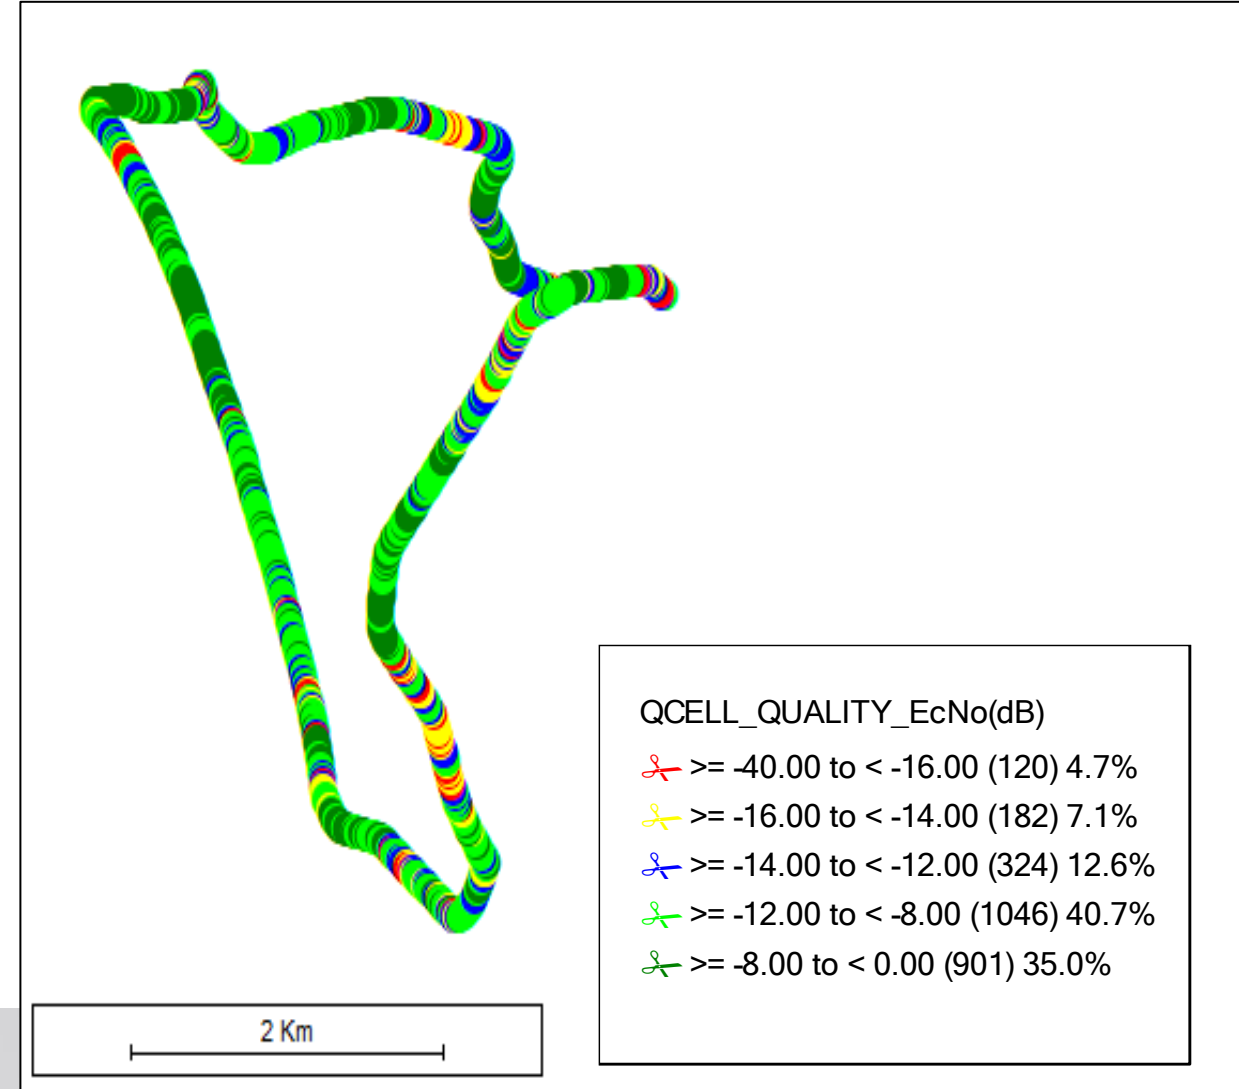 QCELL_QUALITY_EcNo(dB)
>= -40.00 to < -16.00 (120) 4.7%
>= -16.00 to < -14.00 (182) 7.1%
>= -14.00 to < -12.00 (324) 12.6%
>= -12.00 to < -8.00 (1046) 40.7%
>= -8.00 to < 0.00 (901) 35.0%
2 Km